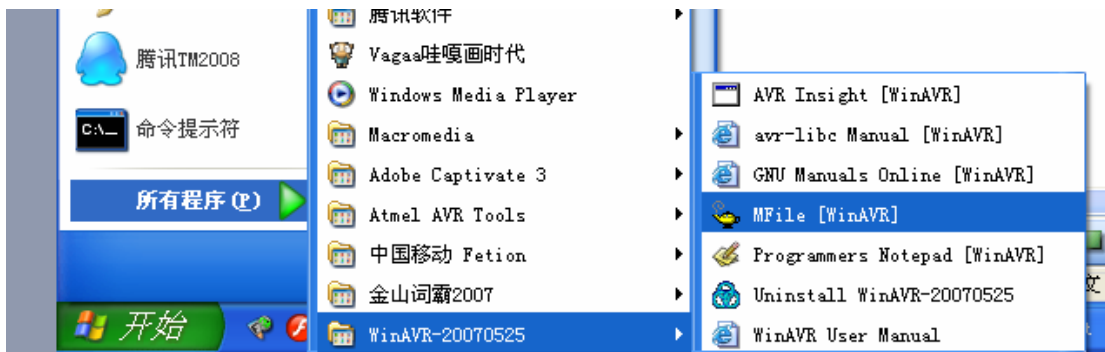 腾讯TM2008
命令提示符
所有程序(P)
开始
腾讯软件
Vagaa哇嘎画时代
Windows Media Player
Macromedia
Adobe Captivate 3
Atmel AVR Tools
中国移动 Fetion
金山词霸2007
WinAVR-20070525
AVR Insight [WinAVR]
avr-libc Manual [WinAVR]
GNU Manuals Online [WinAVR]
MFile [WinAVR]
Programmers Notepad [WinAVR]
Uninstall WinAVR-20070525
WinAVR User Manual
文